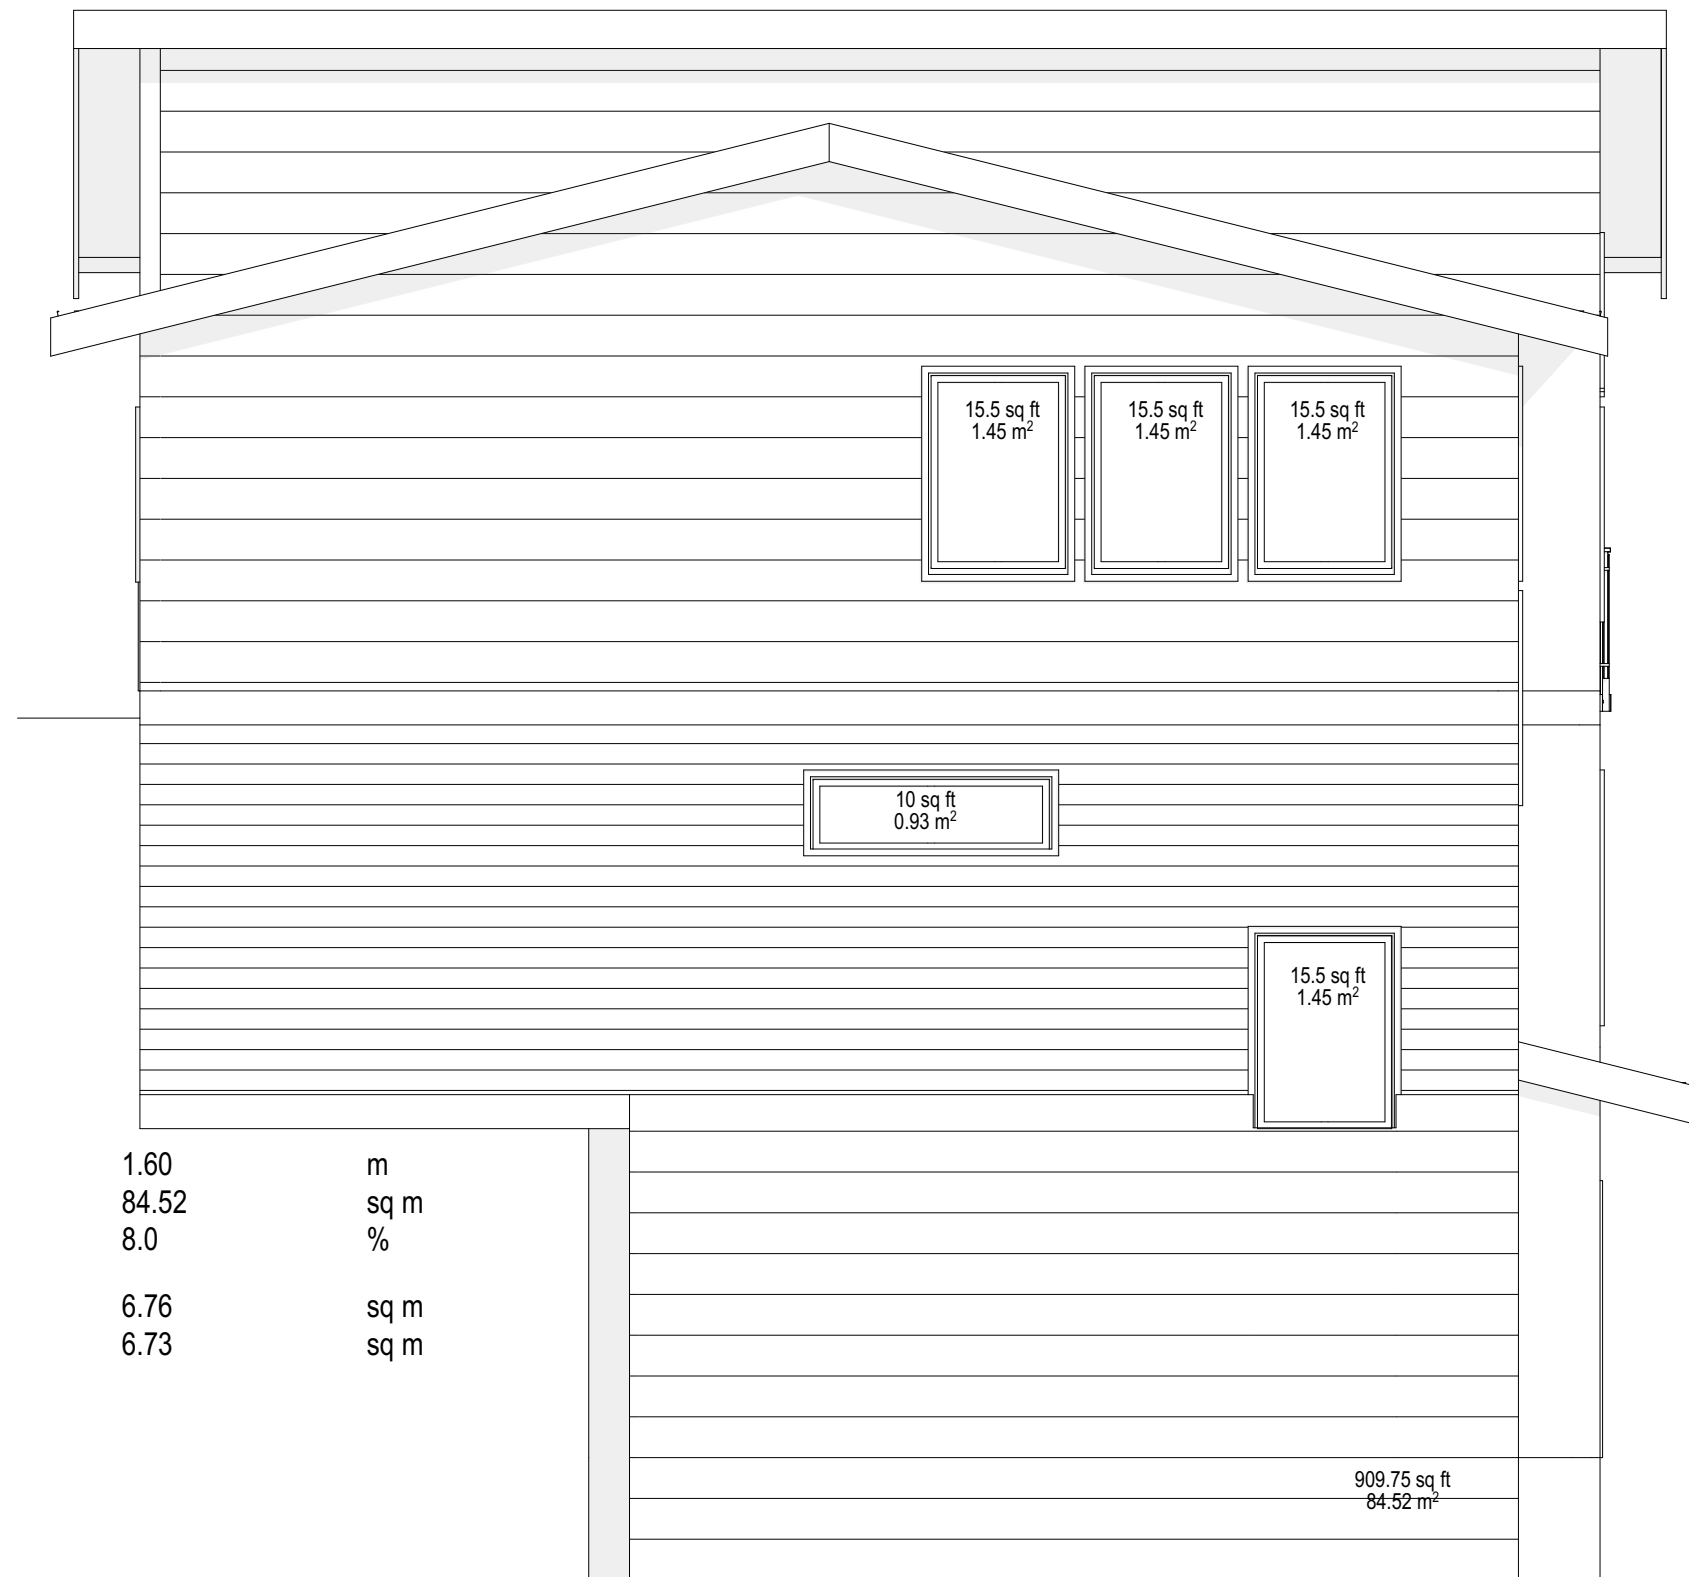 15.5 sq ft
1.45 m²
15.5 sq ft
1.45 m²
15.5 sq ft
1.45 m²
10 sq ft
0.93 m²
15.5 sq ft
1.45 m²
1.60 m
84.52 sq m
8.0 %
6.76 sq m
6.73 sq m
909.75 sq ft
84.52 m²